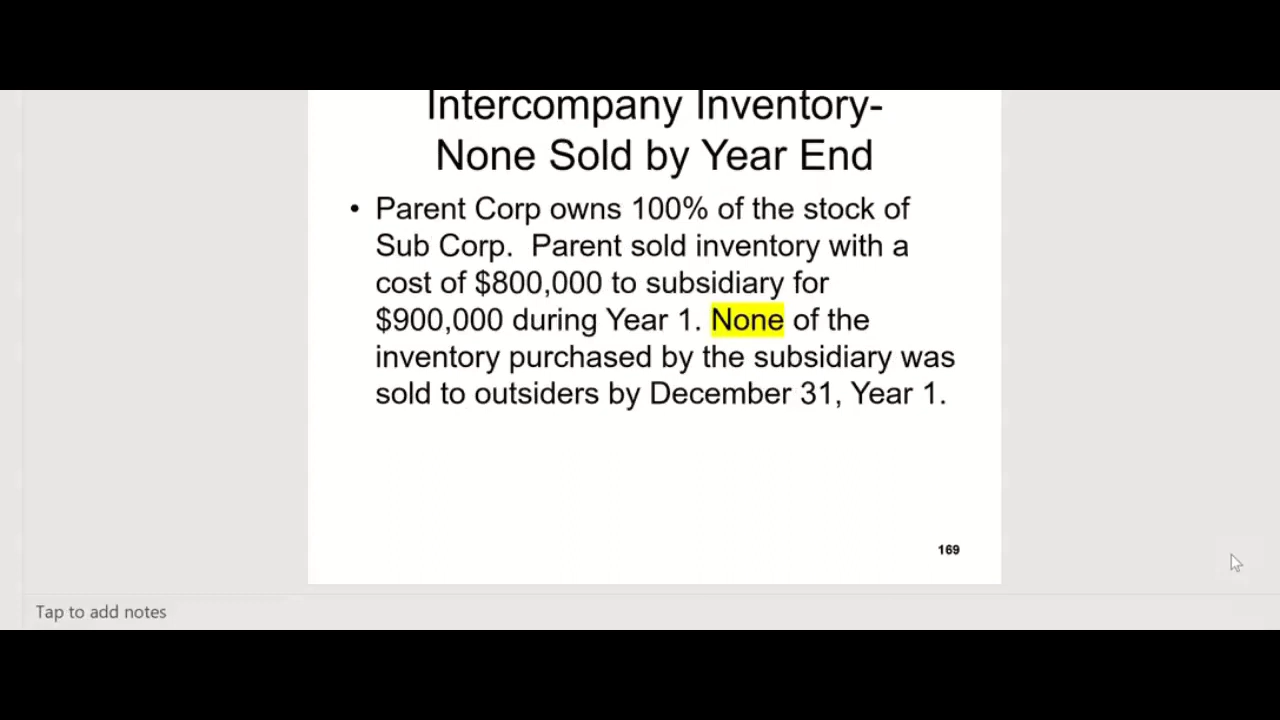 Intercompany Inventory-
None Sold by Year End
• Parent Corp owns 100% of the stock of
Sub Corp.  Parent sold inventory with a
cost of $800,000 to subsidiary for
$900,000 during Year 1. None of the
inventory purchased by the subsidiary was
sold to outsiders by December 31, Year 1.
169
Tap to add notes